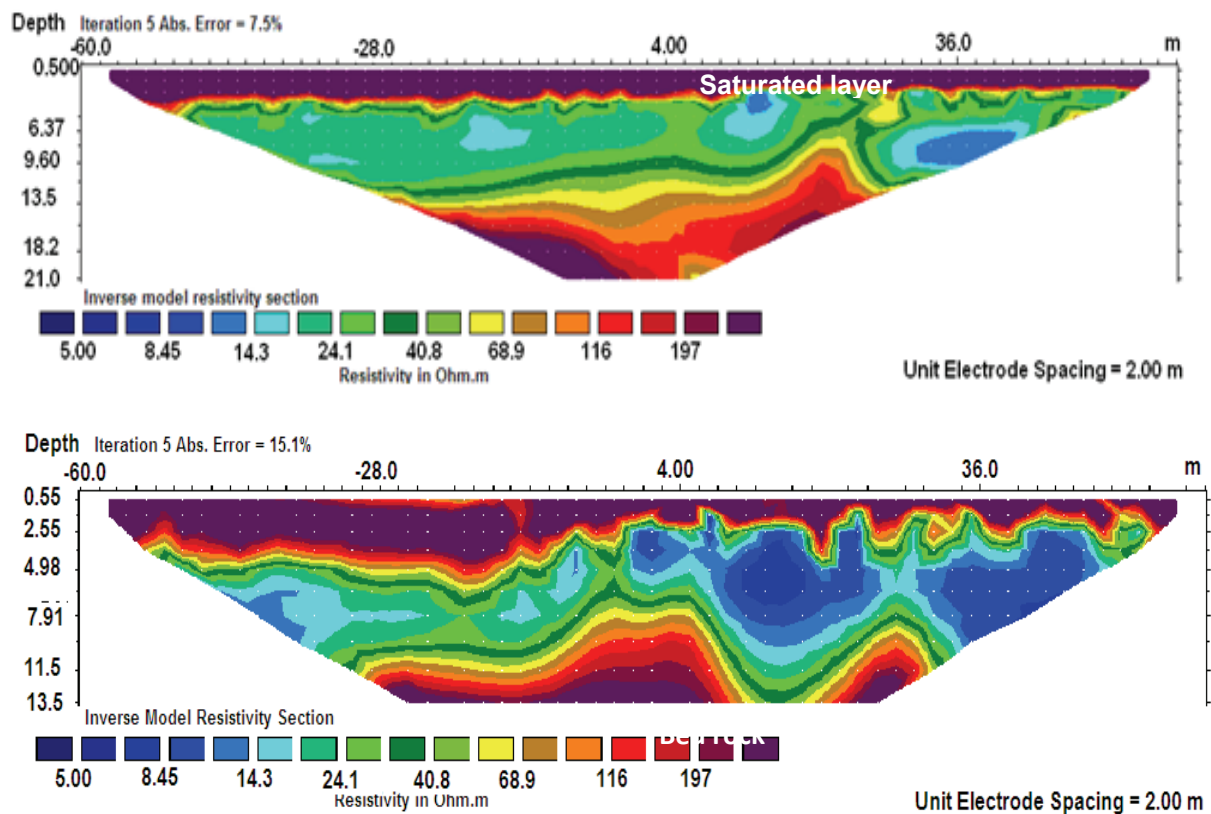 Depth Iteration 5 Abs. Error = 7.5%
-60.0 -28.0 4.00 36.0 m
0.500
Saturated layer
6.37
9.60
13.5
18.2
21.0
Inverse model resistivity section
5.00 8.45 14.3 24.1 40.8 68.9 116 197
Resistivity in Ohm.m
Unit Electrode Spacing = 2.00 m
Depth Iteration 5 Abs. Error = 15.1%
-60.0 -28.0 4.00 36.0 m
0.55
2.55
4.98
7.91
11.5
13.5
Inverse Model Resistivity Section
Bed rock
5.00 8.45 14.3 24.1 40.8 68.9 116 197
Resistivity in Ohm.m
Unit Electrode Spacing = 2.00 m